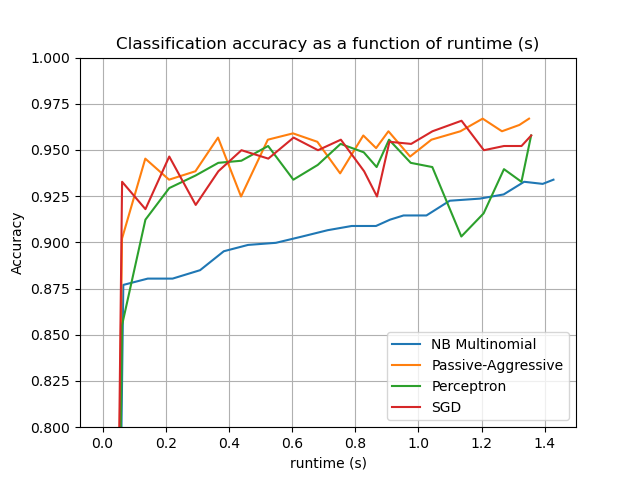 Classification accuracy as a function of runtime (s)
1.000
0.975
0.950
0.925
0.900
0.875
0.850
0.825
0.800
Accuracy
NB Multinomial
Passive-Aggressive
Perceptron
SGD
0.0 0.2 0.4 0.6 0.8 1.0 1.2 1.4
runtime (s)